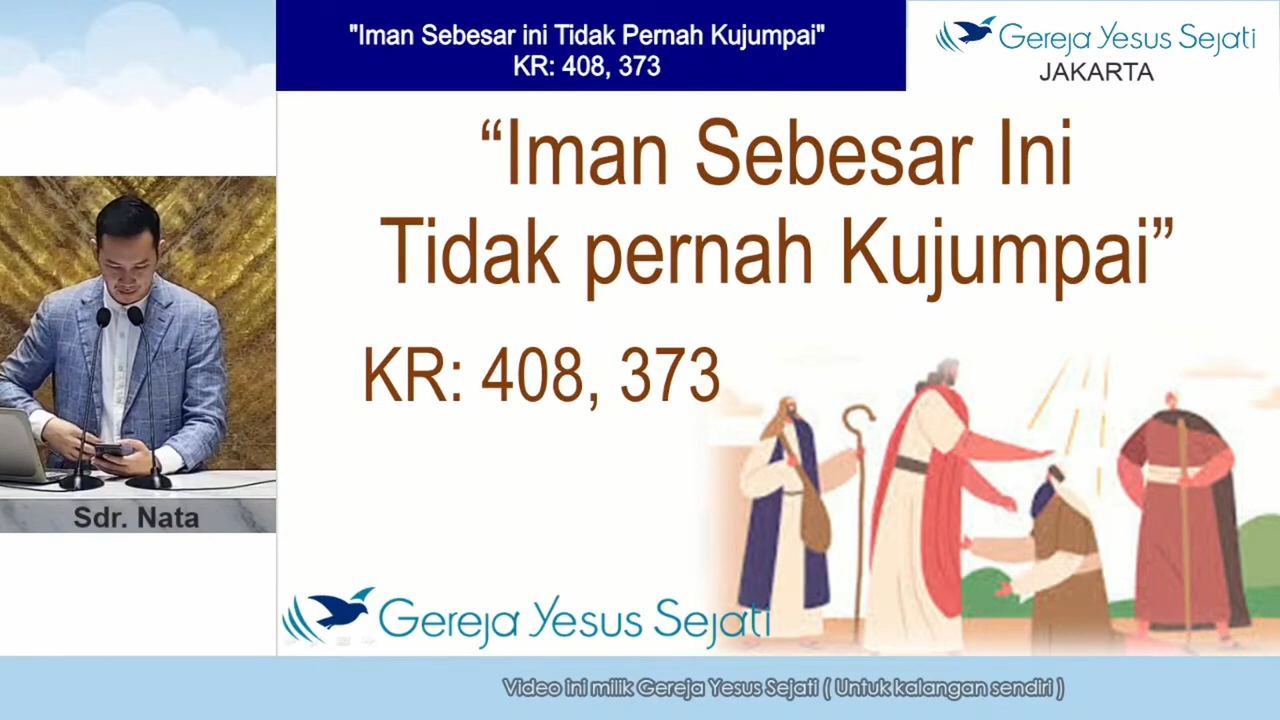 "Iman Sebesar ini Tidak Pernah Kujumpai"
KR: 408, 373
Gereja Yesus Sejati
JAKARTA
“Iman Sebesar Ini
Tidak pernah Kujumpai”
KR: 408, 373
Sdr. Nata
Gereja Yesus Sejati
Video ini milik Gereja Yesus Sejati ( Untuk kalangan sendiri )